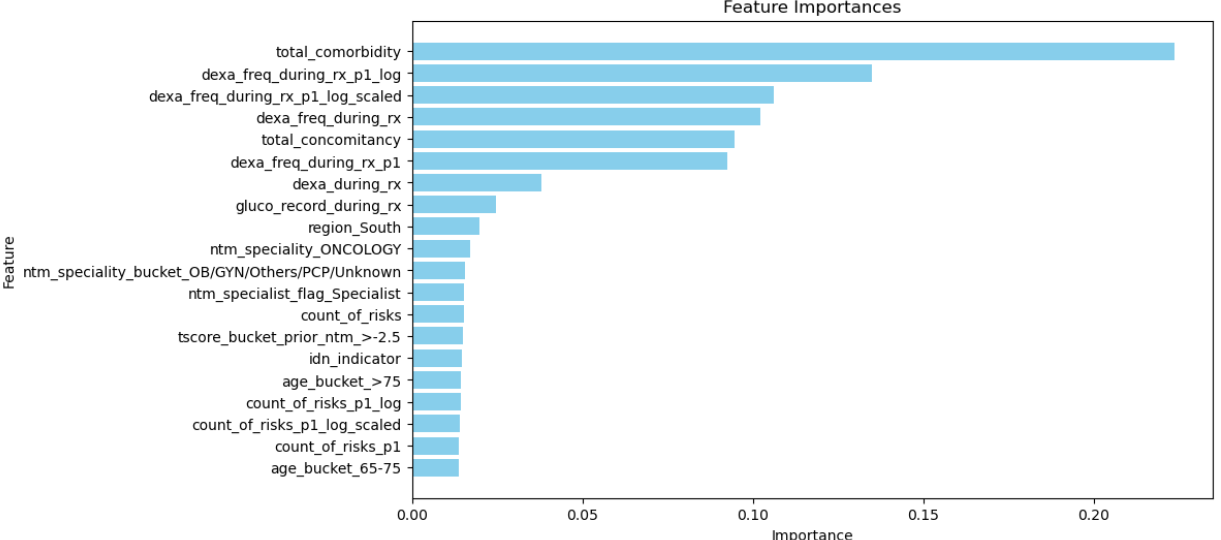 Feature Importances
Feature
total_comorbidity
dexa_freq_during_rx_p1_log
dexa_freq_during_rx_p1_log_scaled
dexa_freq_during_rx
total_concomitancy
dexa_freq_during_rx_p1
dexa_during_rx
gluco_record_during_rx
region_South
ntm_speciality_ONCOLOGY
ntm_speciality_bucket_OB/GYN/Others/PCP/Unknown
ntm_specialist_flag_Specialist
count_of_risks
tscore_bucket_prior_ntm_>-2.5
idn_indicator
age_bucket_>75
count_of_risks_p1_log
count_of_risks_p1_log_scaled
count_of_risks_p1
age_bucket_65-75
0.00 0.05 0.10 0.15 0.20
Importance